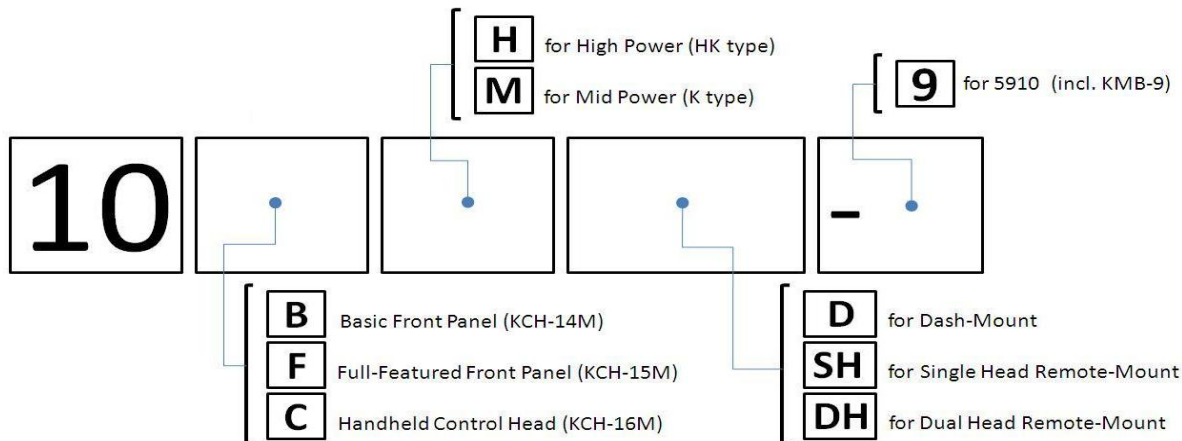 H for High Power (HK type)
M for Mid Power (K type)
9 for 5910 (incl. KMB-9)
10 -
B Basic Front Panel (KCH-14M)
F Full-Featured Front Panel (KCH-15M)
C Handheld Control Head (KCH-16M)
D for Dash-Mount
SH for Single Head Remote-Mount
DH for Dual Head Remote-Mount